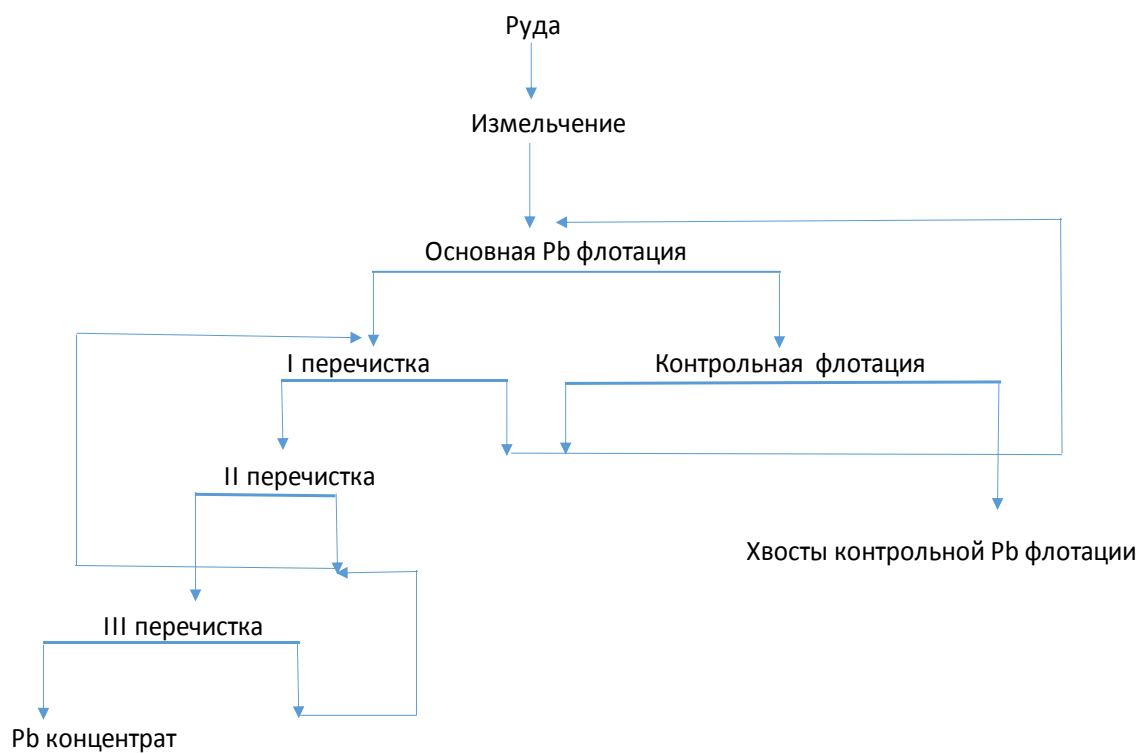 Руда
Измельчение
Основная Pb флотация
I перечистка
Контрольная флотация
II перечистка
Хвосты контрольной Pb флотации
III перечистка
Pb концентрат